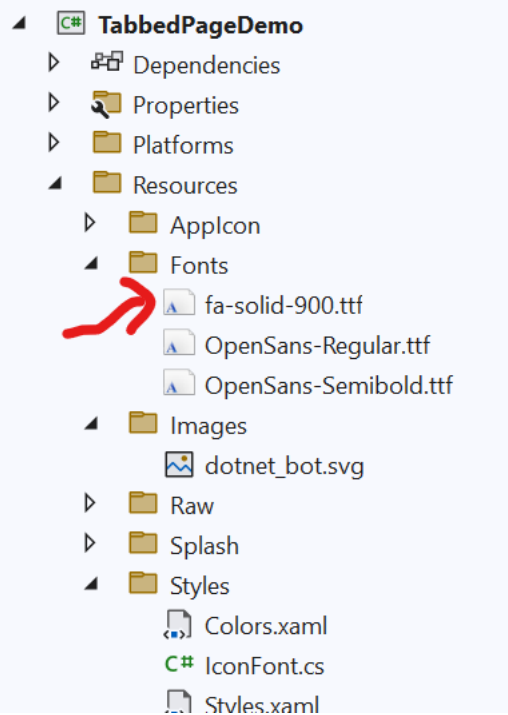 C# TabbedPageDemo
Dependencies
Properties
Platforms
Resources
AppIcon
Fonts
fa-solid-900.ttf
OpenSans-Regular.ttf
OpenSans-Semibold.ttf
Images
dotnet_bot.svg
Raw
Splash
Styles
Colors.xaml
C# IconFont.cs
Styles.xaml